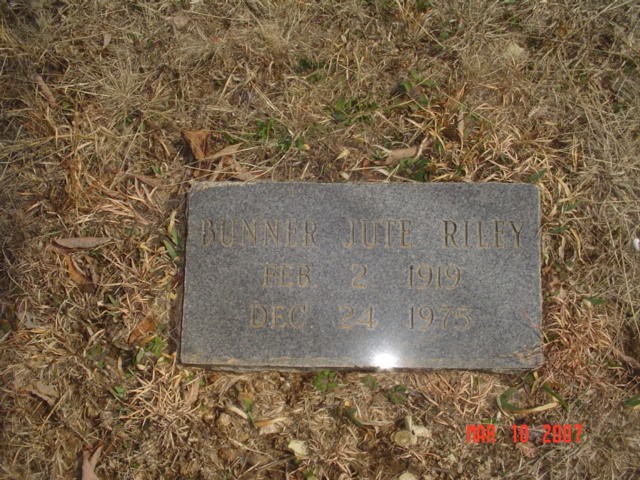 BUNNER JUTE RILEY
FEB. 2 1919
DEC. 24 1975
MAR 10 2007